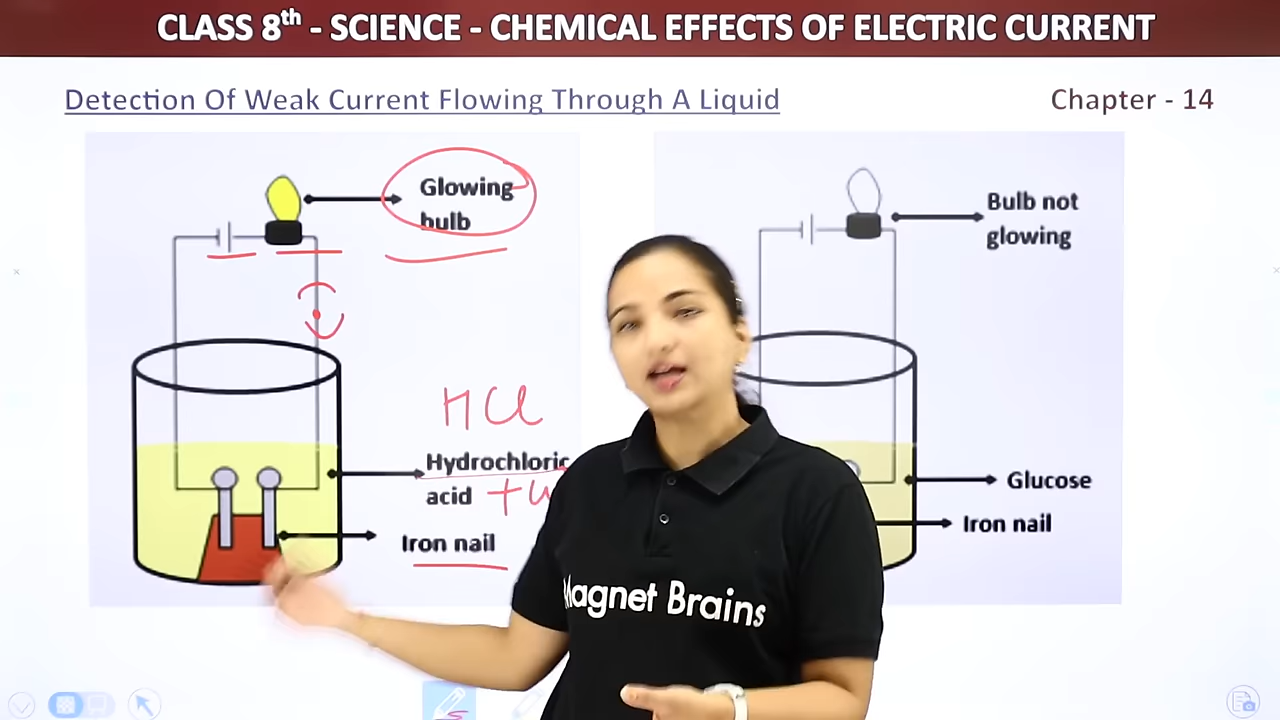 CLASS 8th - SCIENCE - CHEMICAL EFFECTS OF ELECTRIC CURRENT
Detection Of Weak Current Flowing Through A Liquid
Chapter - 14
Glowing
bulb
HCl
Hydrochloric
acid +
Iron nail
Bulb not
glowing
Glucose
Iron nail
Magnet Brains